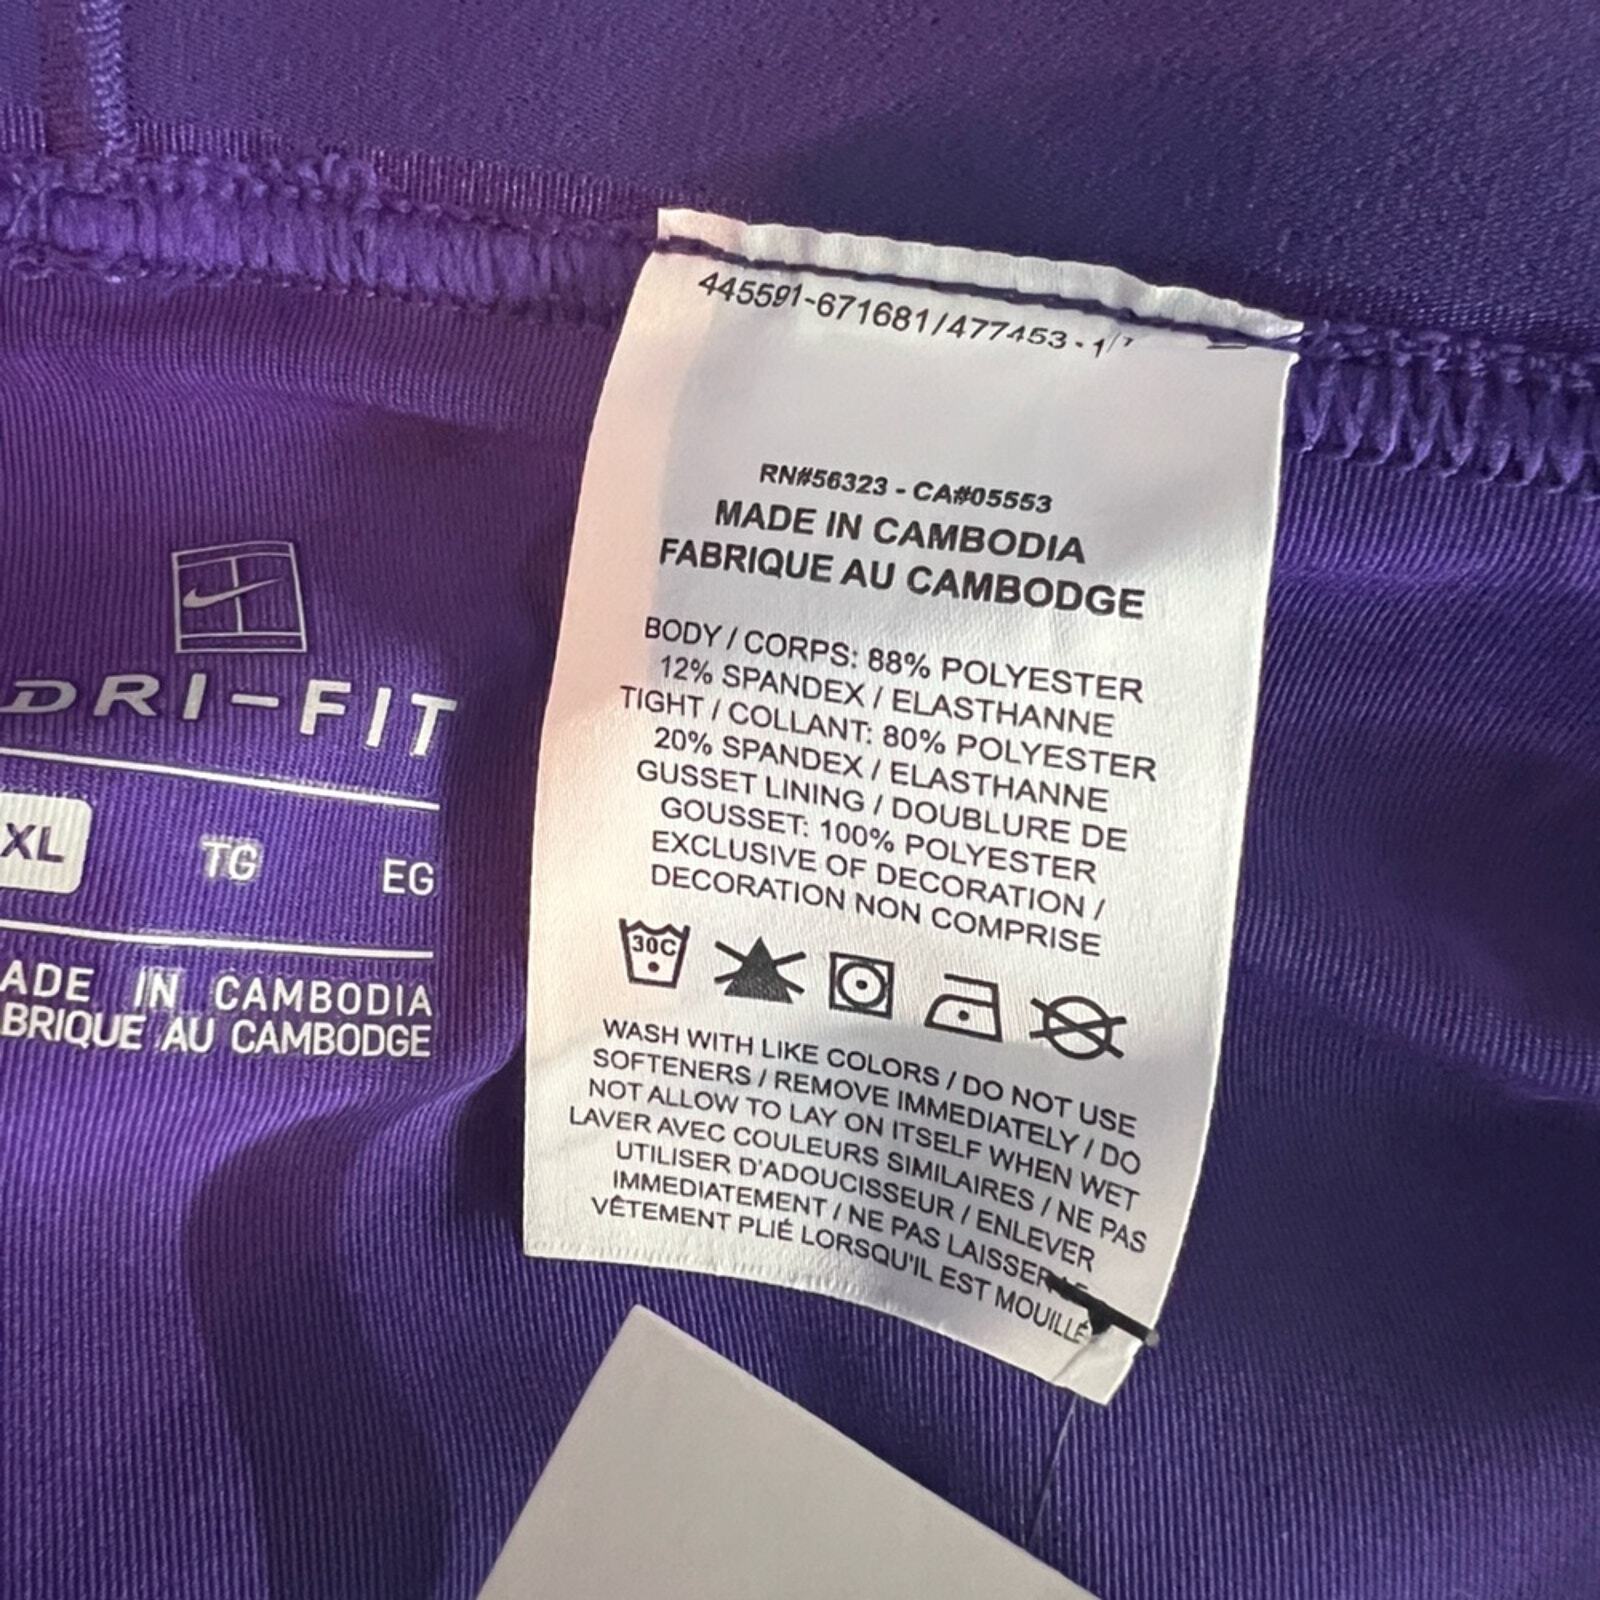 445591-671681/477453-1
RN#56323 - CA#05553
MADE IN CAMBODIA
FABRIQUE AU CAMBODGE
BODY / CORPS: 88% POLYESTER
12% SPANDEX / ELASTHANNE
TIGHT / COLLANT: 80% POLYESTER
20% SPANDEX / ELASTHANNE
GUSSET LINING / DOUBLURE DE
GOUSSET: 100% POLYESTER
EXCLUSIVE OF DECORATION /
DECORATION NON COMPRISE
30C
WASH WITH LIKE COLORS / DO NOT USE
SOFTENERS / REMOVE IMMEDIATELY / DO
NOT ALLOW TO LAY ON ITSELF WHEN WET
LAVER AVEC COULEURS SIMILAIRES / NE PAS
UTILISER D'ADOUCISSEUR / ENLEVER
IMMEDIATEMENT / NE PAS LAISSER
VÊTEMENT PLIÉ LORSQU'IL EST MOUILLÉ
DRI-FIT
XL TG EG
ADE IN CAMBODIA
BRIQUE AU CAMBODGE